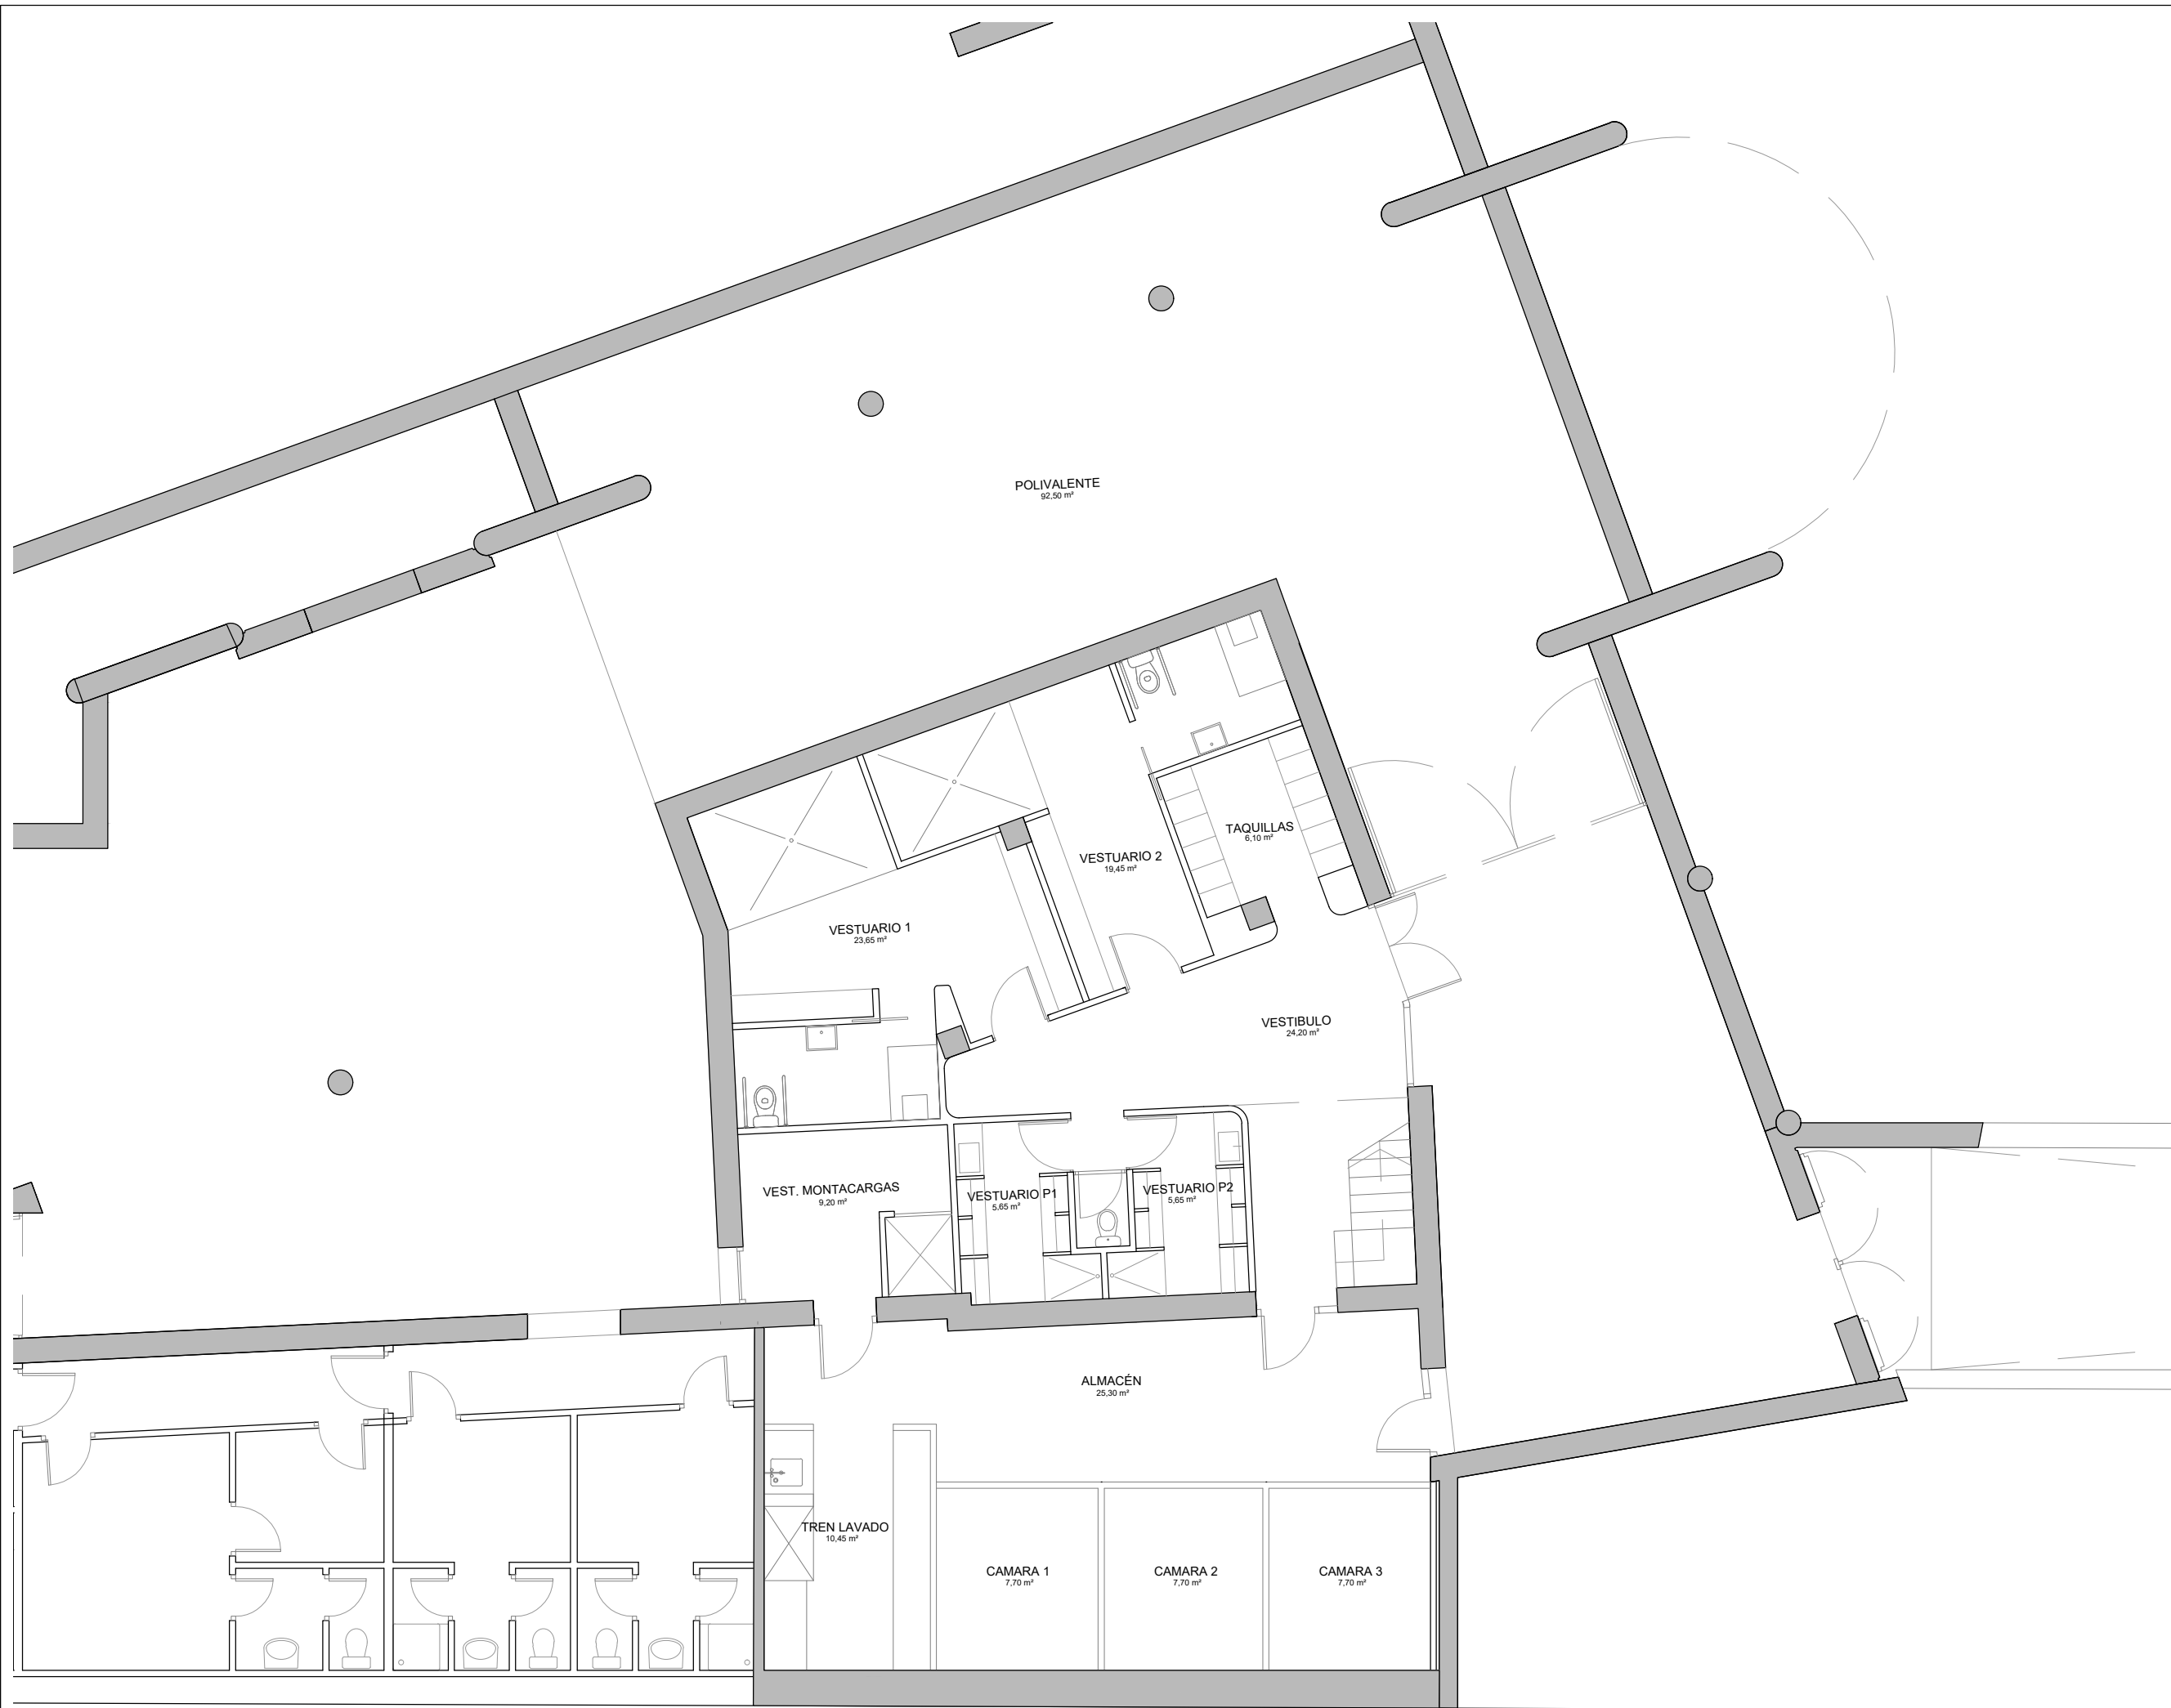 POLIVALENTE
92,50 m²
TAQUILLAS
6,10 m²
VESTUARIO 2
19,45 m²
VESTUARIO 1
23,65 m²
VESTIBULO
24,20 m²
VEST. MONTACARGAS
9,20 m²
VESTUARIO P1
5,65 m²
VESTUARIO P2
5,65 m²
ALMACÉN
25,30 m²
TREN LAVADO
10,45 m²
CAMARA 1
7,70 m²
CAMARA 2
7,70 m²
CAMARA 3
7,70 m²